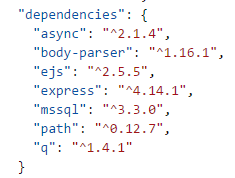 "dependencies": {
"async": "^2.1.4",
"body-parser": "^1.16.1",
"ejs": "^2.5.5",
"express": "^4.14.1",
"mssql": "^3.3.0",
"path": "^0.12.7",
"q": "^1.4.1"
}